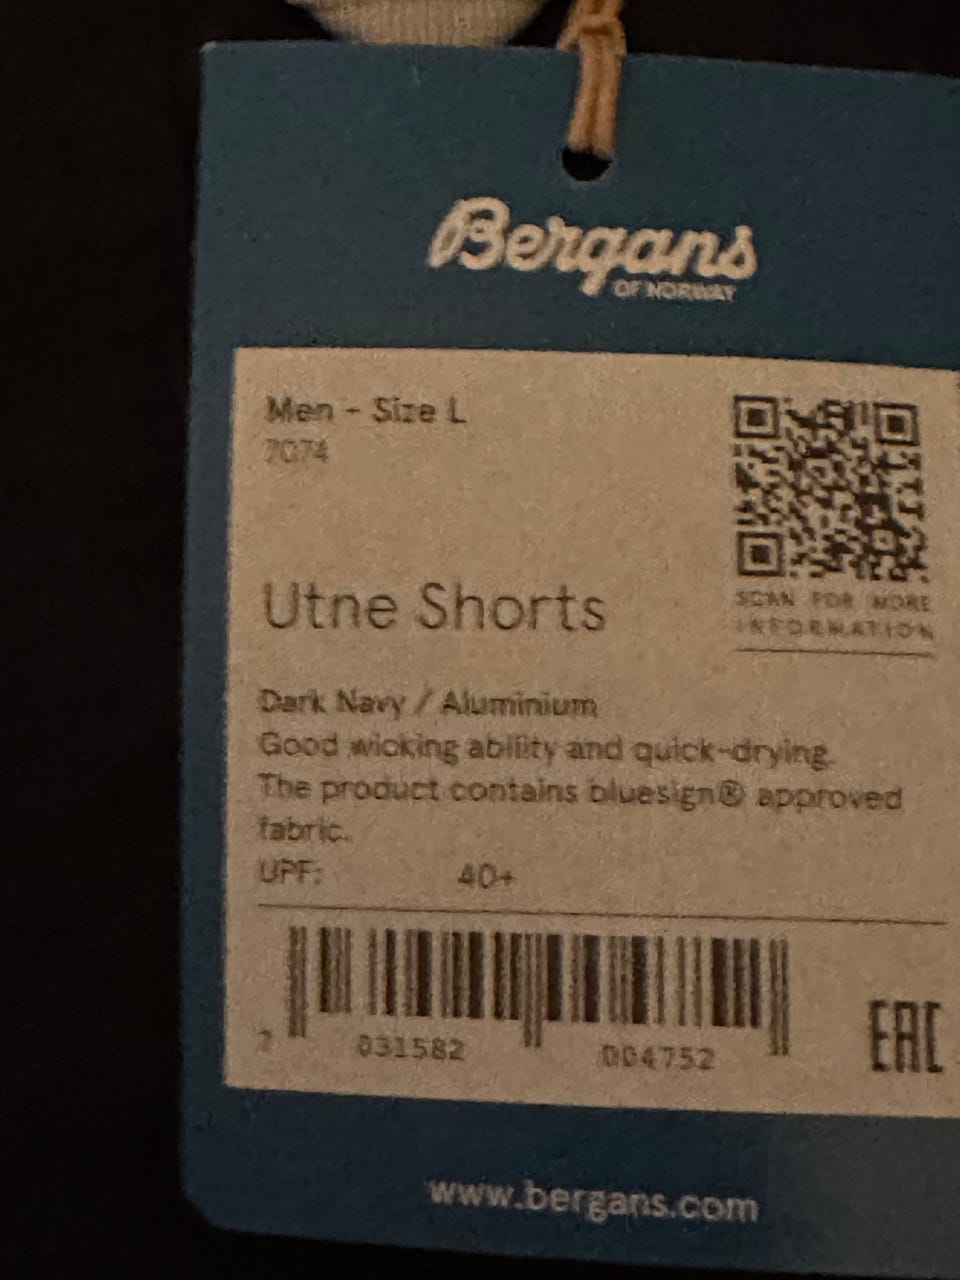 Bergans
OF NORWAY
Men - Size L
7074
SCAN FOR MORE
INFORMATION
Utne Shorts
Dark Navy / Aluminium
Good wicking ability and quick-drying.
The product contains bluesign® approved
fabric.
UPF: 40+
2 031582 004752
EAC
www.bergans.com